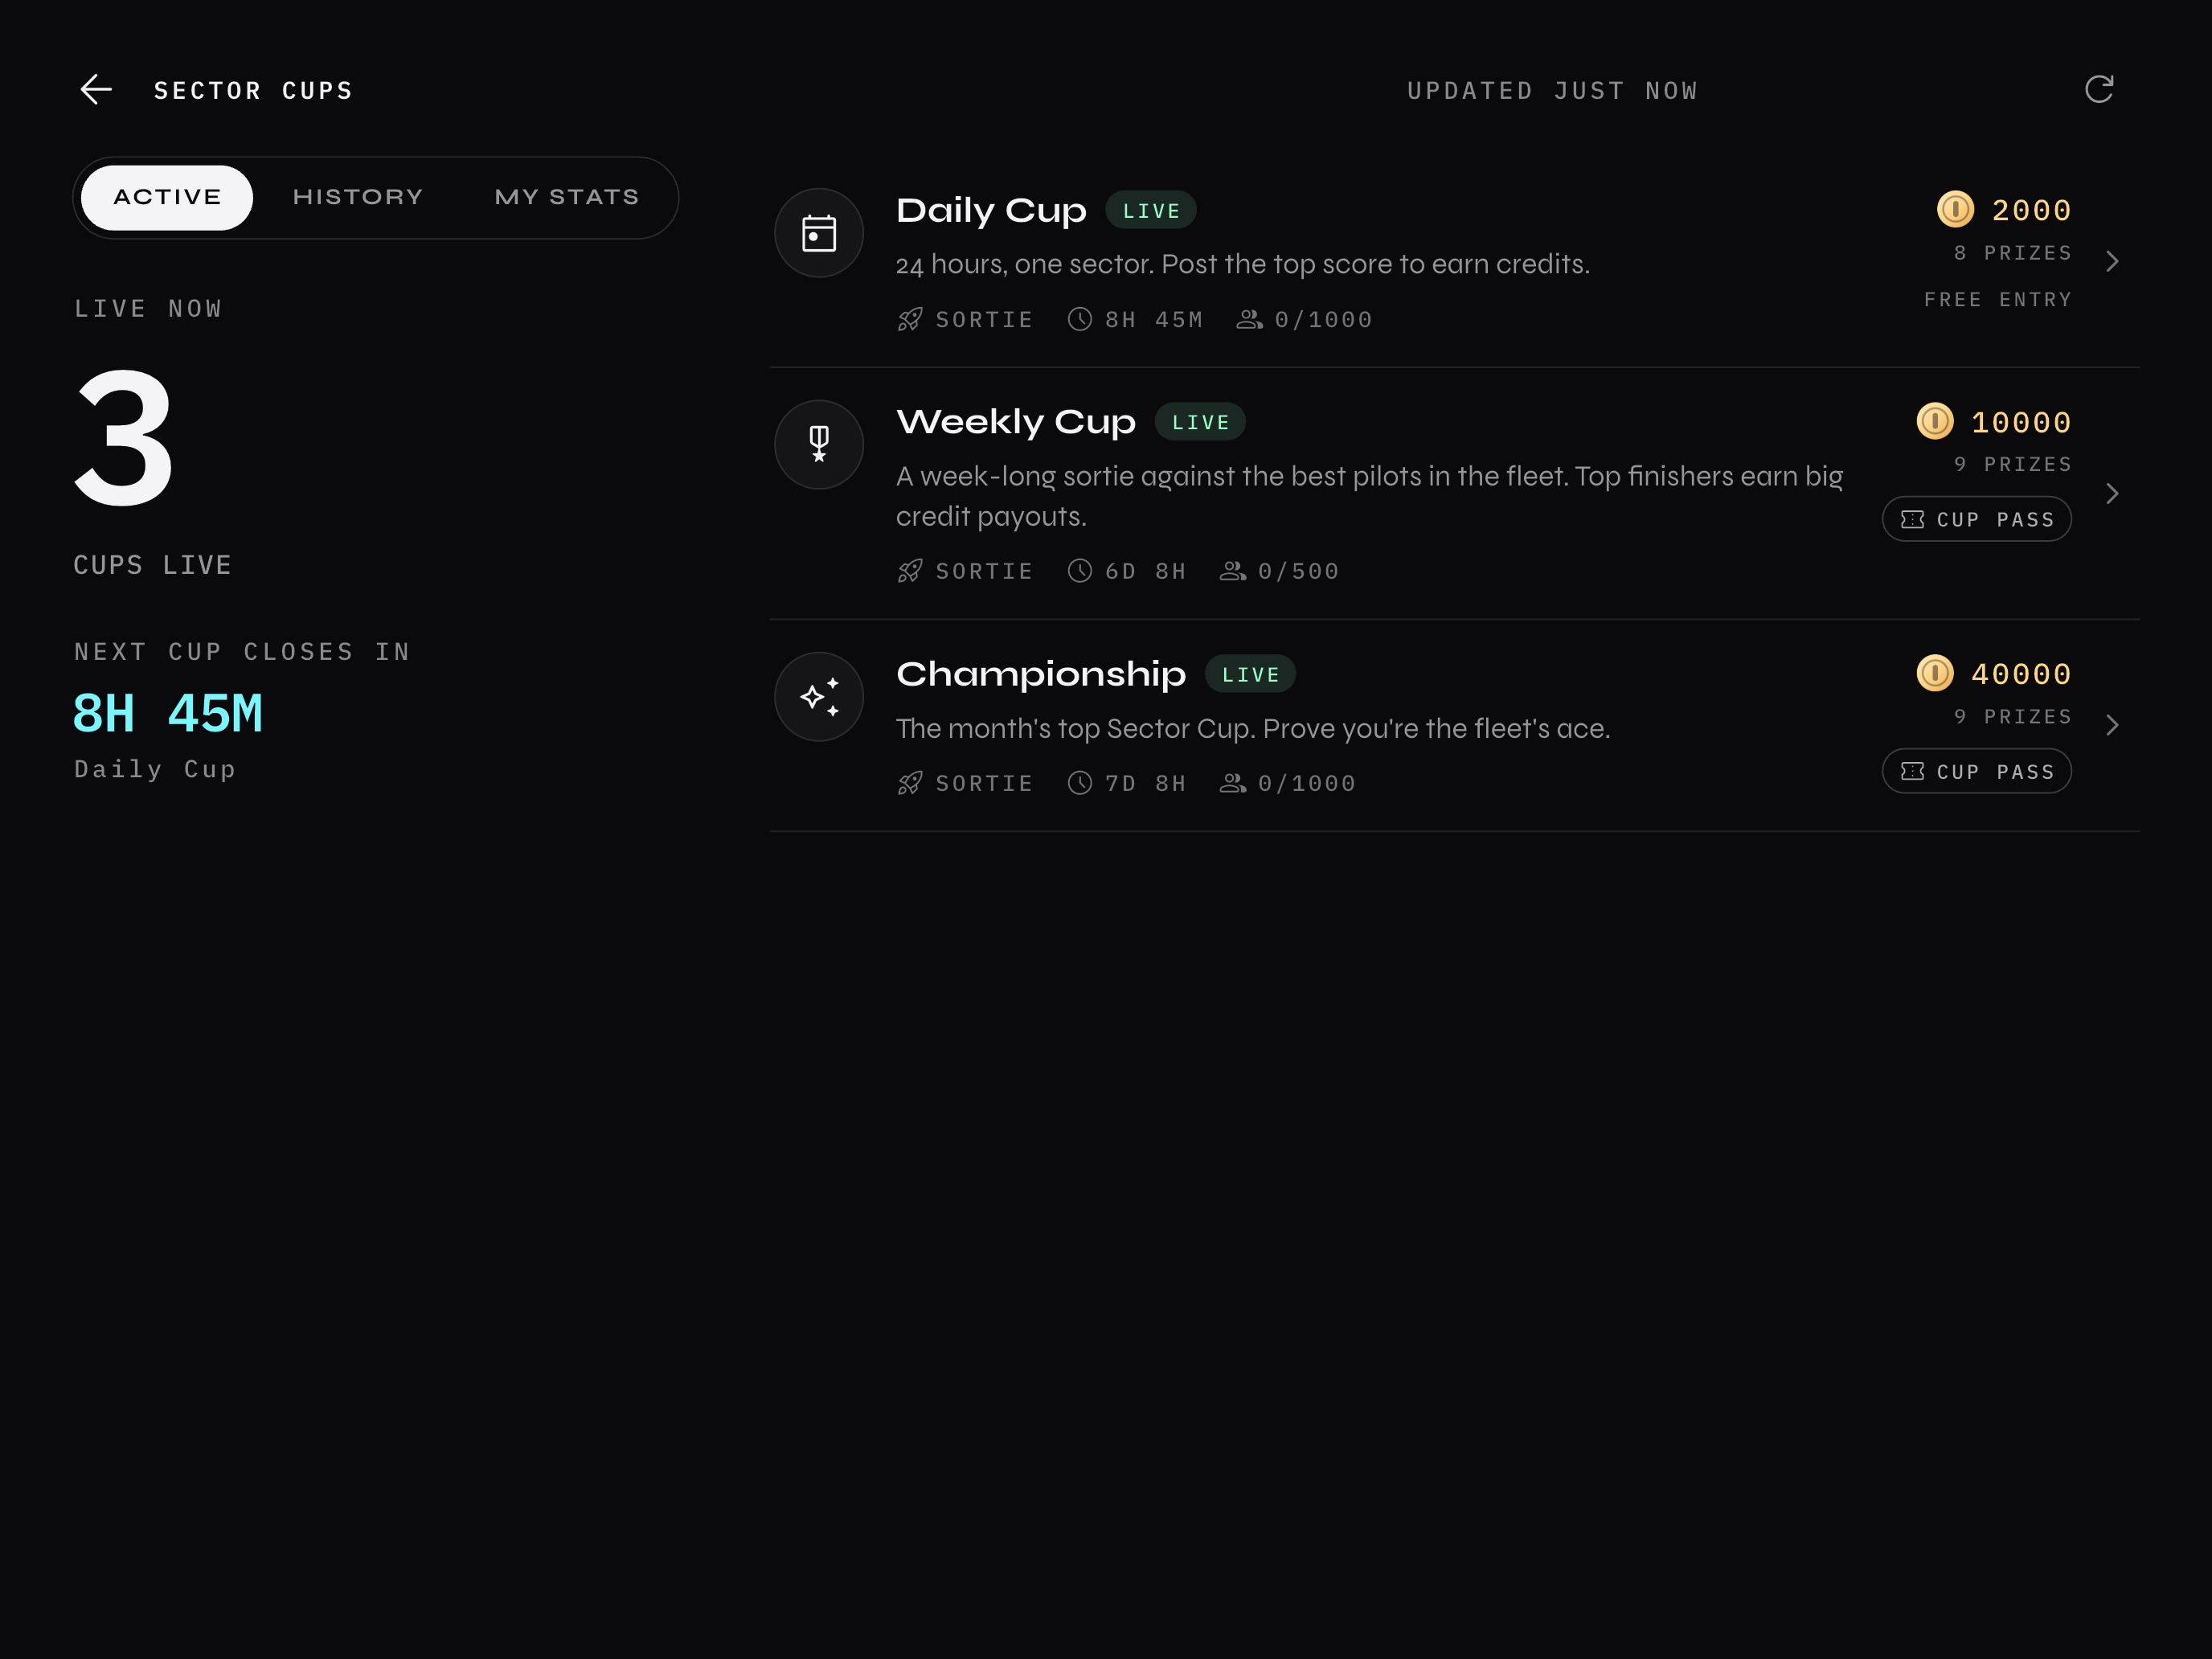 SECTOR CUPS
UPDATED JUST NOW
ACTIVE
HISTORY
MY STATS
LIVE NOW
3
CUPS LIVE
NEXT CUP CLOSES IN
8H 45M
Daily Cup
Daily Cup
LIVE
24 hours, one sector. Post the top score to earn credits.
SORTIE
8H 45M
0/1000
2000
8 PRIZES
FREE ENTRY
Weekly Cup
LIVE
A week-long sortie against the best pilots in the fleet. Top finishers earn big
credit payouts.
SORTIE
6D 8H
0/500
10000
9 PRIZES
CUP PASS
Championship
LIVE
The month's top Sector Cup. Prove you're the fleet's ace.
SORTIE
7D 8H
0/1000
40000
9 PRIZES
CUP PASS